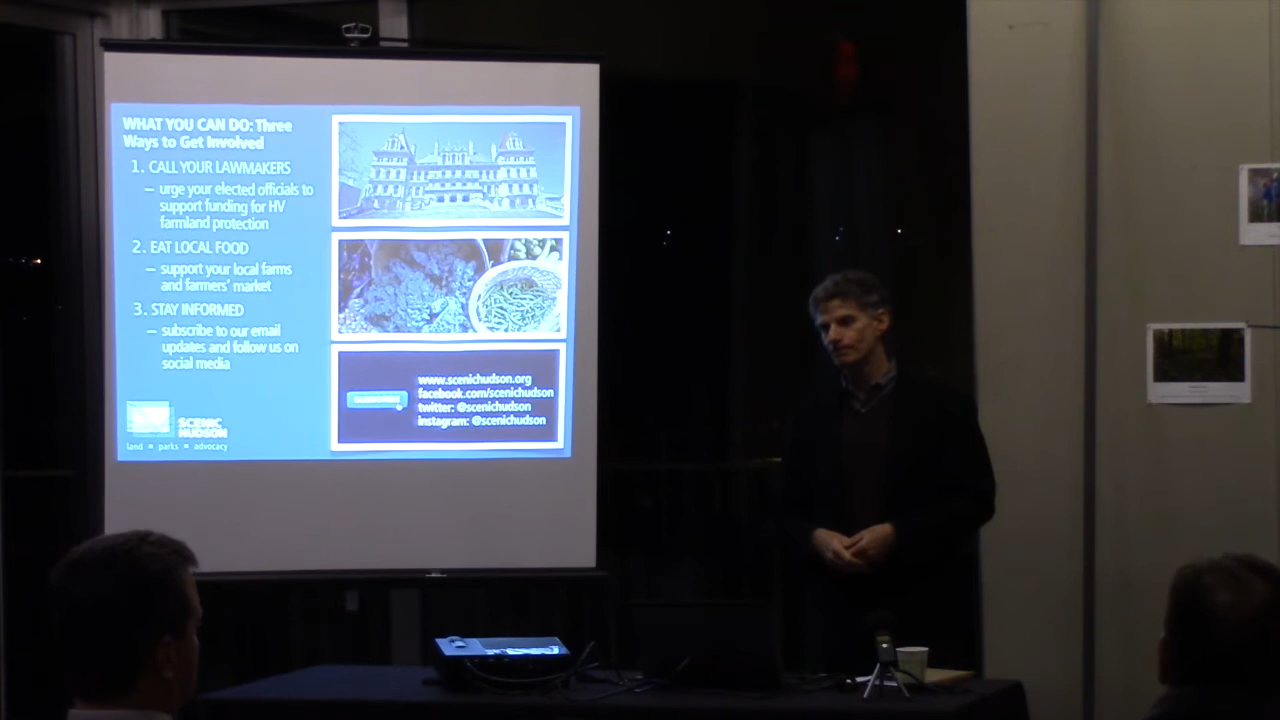 WHAT YOU CAN DO: Three
Ways to Get Involved
1. CALL YOUR LAWMAKERS
– urge your elected officials to
support funding for HV
farmland protection
2. EAT LOCAL FOOD
– support your local farms
and farmers' market
3. STAY INFORMED
– subscribe to our email
updates and follow us on
social media
SCENIC
HUDSON
land ▪ parks ▪ advocacy
www.scenichudson.org
facebook.com/scenichudson
twitter: @scenichudson
instagram: @scenichudson